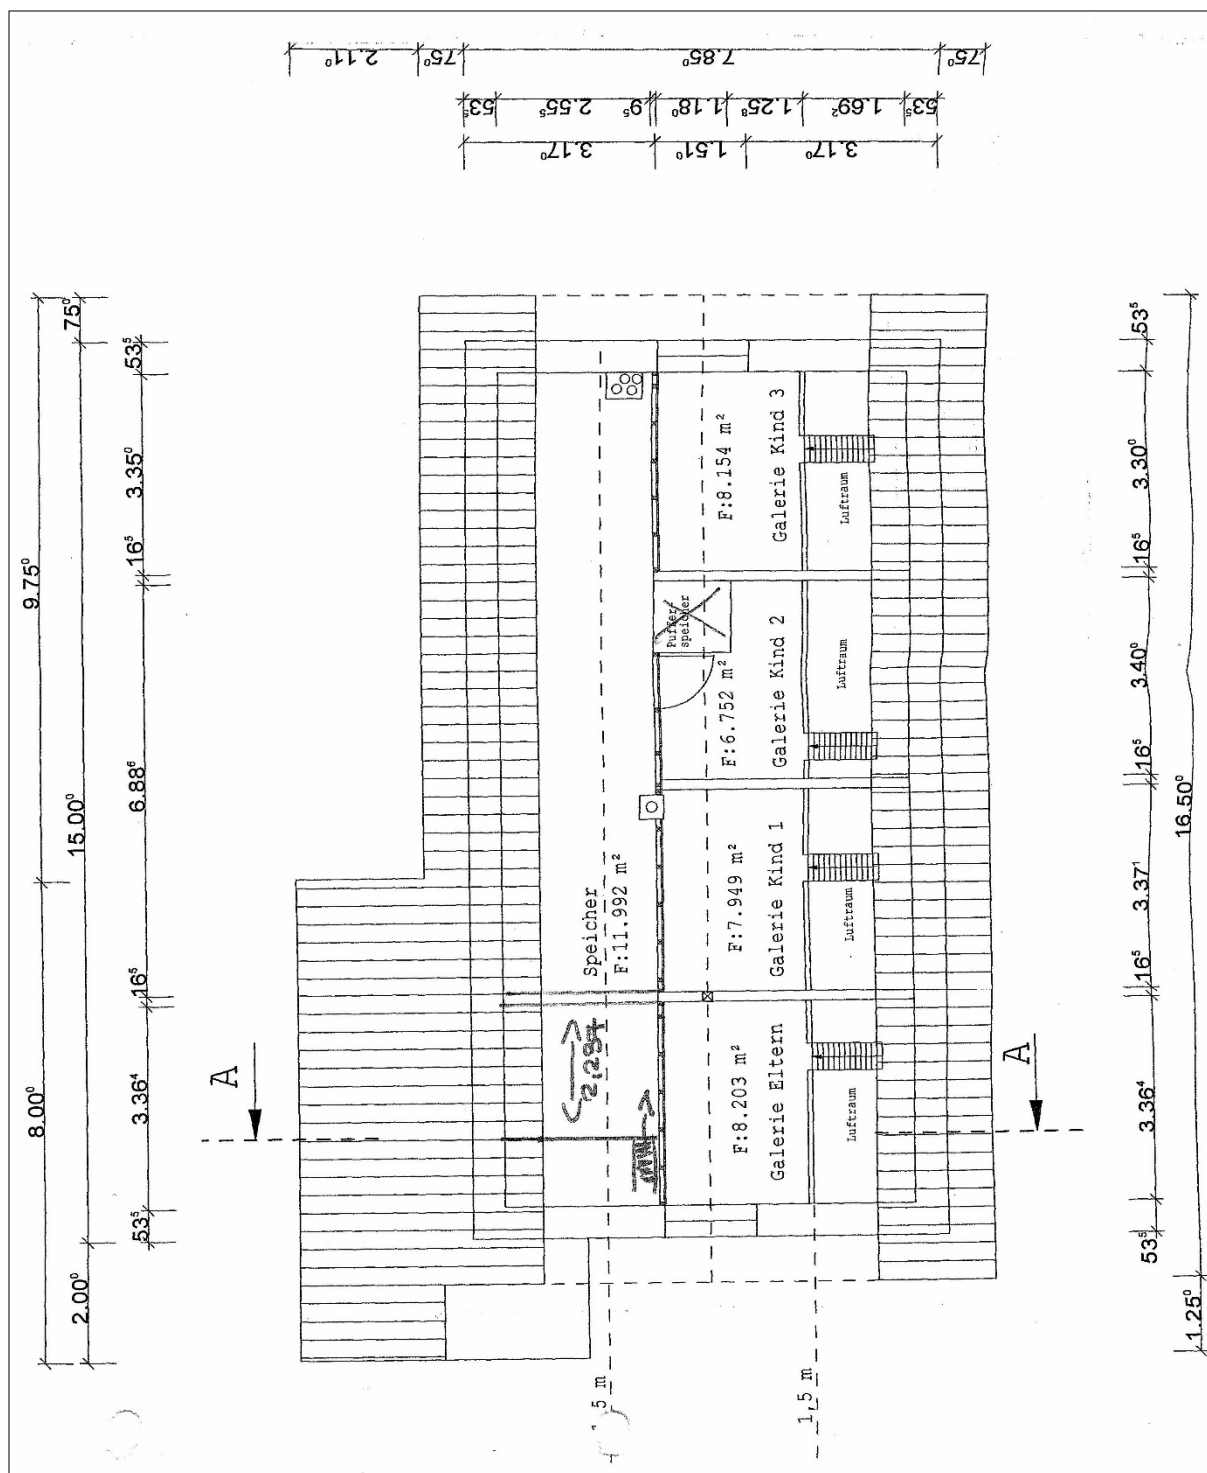 2.11⁰
75⁰
7.85⁰
75⁰
53⁵
2.55⁵
9⁵
1.18⁰
1.25⁸
1.69²
53⁵
3.17⁰
1.51⁰
3.17⁰
8.00⁰
9.75⁰
2.00⁰
15.00⁰
75⁰
53⁵
3.36⁴
16⁵
6.88⁶
16⁵
3.35⁰
53⁵
A
Speicher
F:11.992 m²
2,284
Puffer
speicher
F:8.203 m²
Galerie Eltern
F:7.949 m²
Galerie Kind 1
F:6.752 m²
Galerie Kind 2
F:8.154 m²
Galerie Kind 3
Luftraum
Luftraum
Luftraum
Luftraum
5 m
1,5 m
A
53⁵
3.36⁴
16⁵
3.37¹
16⁵
3.40⁰
16⁵
3.30⁰
53⁵
1.25⁰
16.50⁰